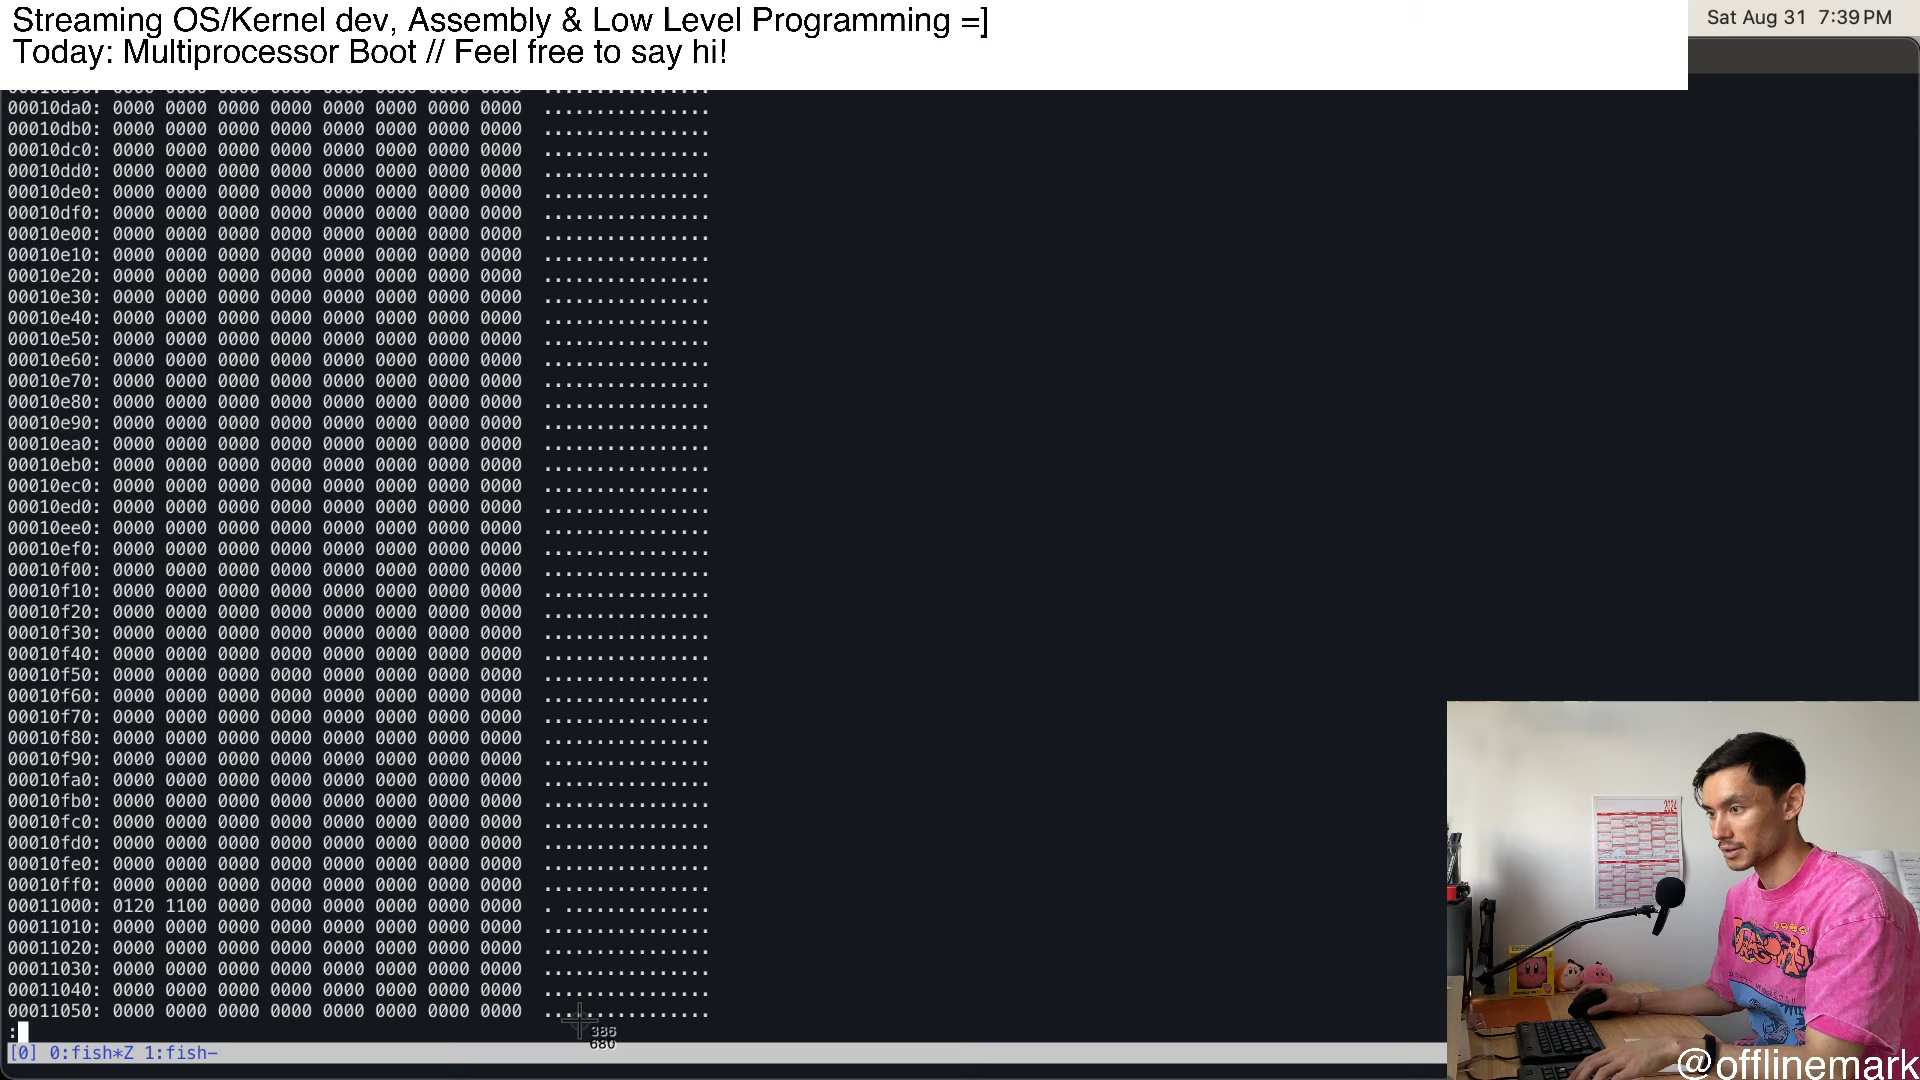 Streaming OS/Kernel dev, Assembly & Low Level Programming =]
Today: Multiprocessor Boot // Feel free to say hi!
Sat Aug 31 7:39 PM
00010da0: 0000 0000 0000 0000 0000 0000 0000 0000 ................
00010db0: 0000 0000 0000 0000 0000 0000 0000 0000 ................
00010dc0: 0000 0000 0000 0000 0000 0000 0000 0000 ................
00010dd0: 0000 0000 0000 0000 0000 0000 0000 0000 ................
00010de0: 0000 0000 0000 0000 0000 0000 0000 0000 ................
00010df0: 0000 0000 0000 0000 0000 0000 0000 0000 ................
00010e00: 0000 0000 0000 0000 0000 0000 0000 0000 ................
00010e10: 0000 0000 0000 0000 0000 0000 0000 0000 ................
00010e20: 0000 0000 0000 0000 0000 0000 0000 0000 ................
00010e30: 0000 0000 0000 0000 0000 0000 0000 0000 ................
00010e40: 0000 0000 0000 0000 0000 0000 0000 0000 ................
00010e50: 0000 0000 0000 0000 0000 0000 0000 0000 ................
00010e60: 0000 0000 0000 0000 0000 0000 0000 0000 ................
00010e70: 0000 0000 0000 0000 0000 0000 0000 0000 ................
00010e80: 0000 0000 0000 0000 0000 0000 0000 0000 ................
00010e90: 0000 0000 0000 0000 0000 0000 0000 0000 ................
00010ea0: 0000 0000 0000 0000 0000 0000 0000 0000 ................
00010eb0: 0000 0000 0000 0000 0000 0000 0000 0000 ................
00010ec0: 0000 0000 0000 0000 0000 0000 0000 0000 ................
00010ed0: 0000 0000 0000 0000 0000 0000 0000 0000 ................
00010ee0: 0000 0000 0000 0000 0000 0000 0000 0000 ................
00010ef0: 0000 0000 0000 0000 0000 0000 0000 0000 ................
00010f00: 0000 0000 0000 0000 0000 0000 0000 0000 ................
00010f10: 0000 0000 0000 0000 0000 0000 0000 0000 ................
00010f20: 0000 0000 0000 0000 0000 0000 0000 0000 ................
00010f30: 0000 0000 0000 0000 0000 0000 0000 0000 ................
00010f40: 0000 0000 0000 0000 0000 0000 0000 0000 ................
00010f50: 0000 0000 0000 0000 0000 0000 0000 0000 ................
00010f60: 0000 0000 0000 0000 0000 0000 0000 0000 ................
00010f70: 0000 0000 0000 0000 0000 0000 0000 0000 ................
00010f80: 0000 0000 0000 0000 0000 0000 0000 0000 ................
00010f90: 0000 0000 0000 0000 0000 0000 0000 0000 ................
00010fa0: 0000 0000 0000 0000 0000 0000 0000 0000 ................
00010fb0: 0000 0000 0000 0000 0000 0000 0000 0000 ................
00010fc0: 0000 0000 0000 0000 0000 0000 0000 0000 ................
00010fd0: 0000 0000 0000 0000 0000 0000 0000 0000 ................
00010fe0: 0000 0000 0000 0000 0000 0000 0000 0000 ................
00010ff0: 0000 0000 0000 0000 0000 0000 0000 0000 ................
00011000: 0120 1100 0000 0000 0000 0000 0000 0000 . ..............
00011010: 0000 0000 0000 0000 0000 0000 0000 0000 ................
00011020: 0000 0000 0000 0000 0000 0000 0000 0000 ................
00011030: 0000 0000 0000 0000 0000 0000 0000 0000 ................
00011040: 0000 0000 0000 0000 0000 0000 0000 0000 ................
00011050: 0000 0000 0000 0000 0000 0000 0000 0000 ................
:
386
680
[0] 0:fish*Z 1:fish-
2024
@offlinemark